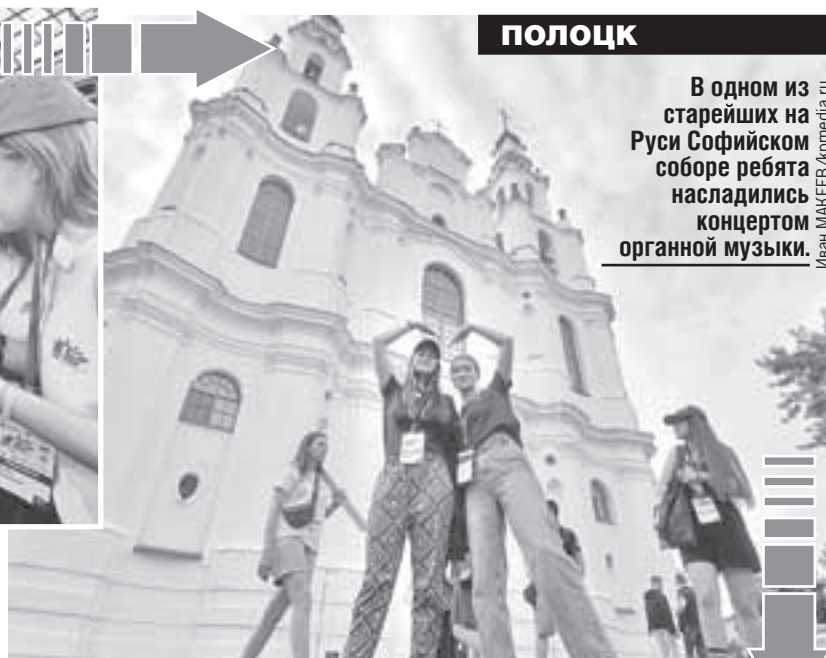 ПОЛОЦК
В одном из
старейших на
Руси Софийском
соборе ребята
насладились
концертом
органной музыки.
Иван МАКЕЕВ/kpmedia.ru